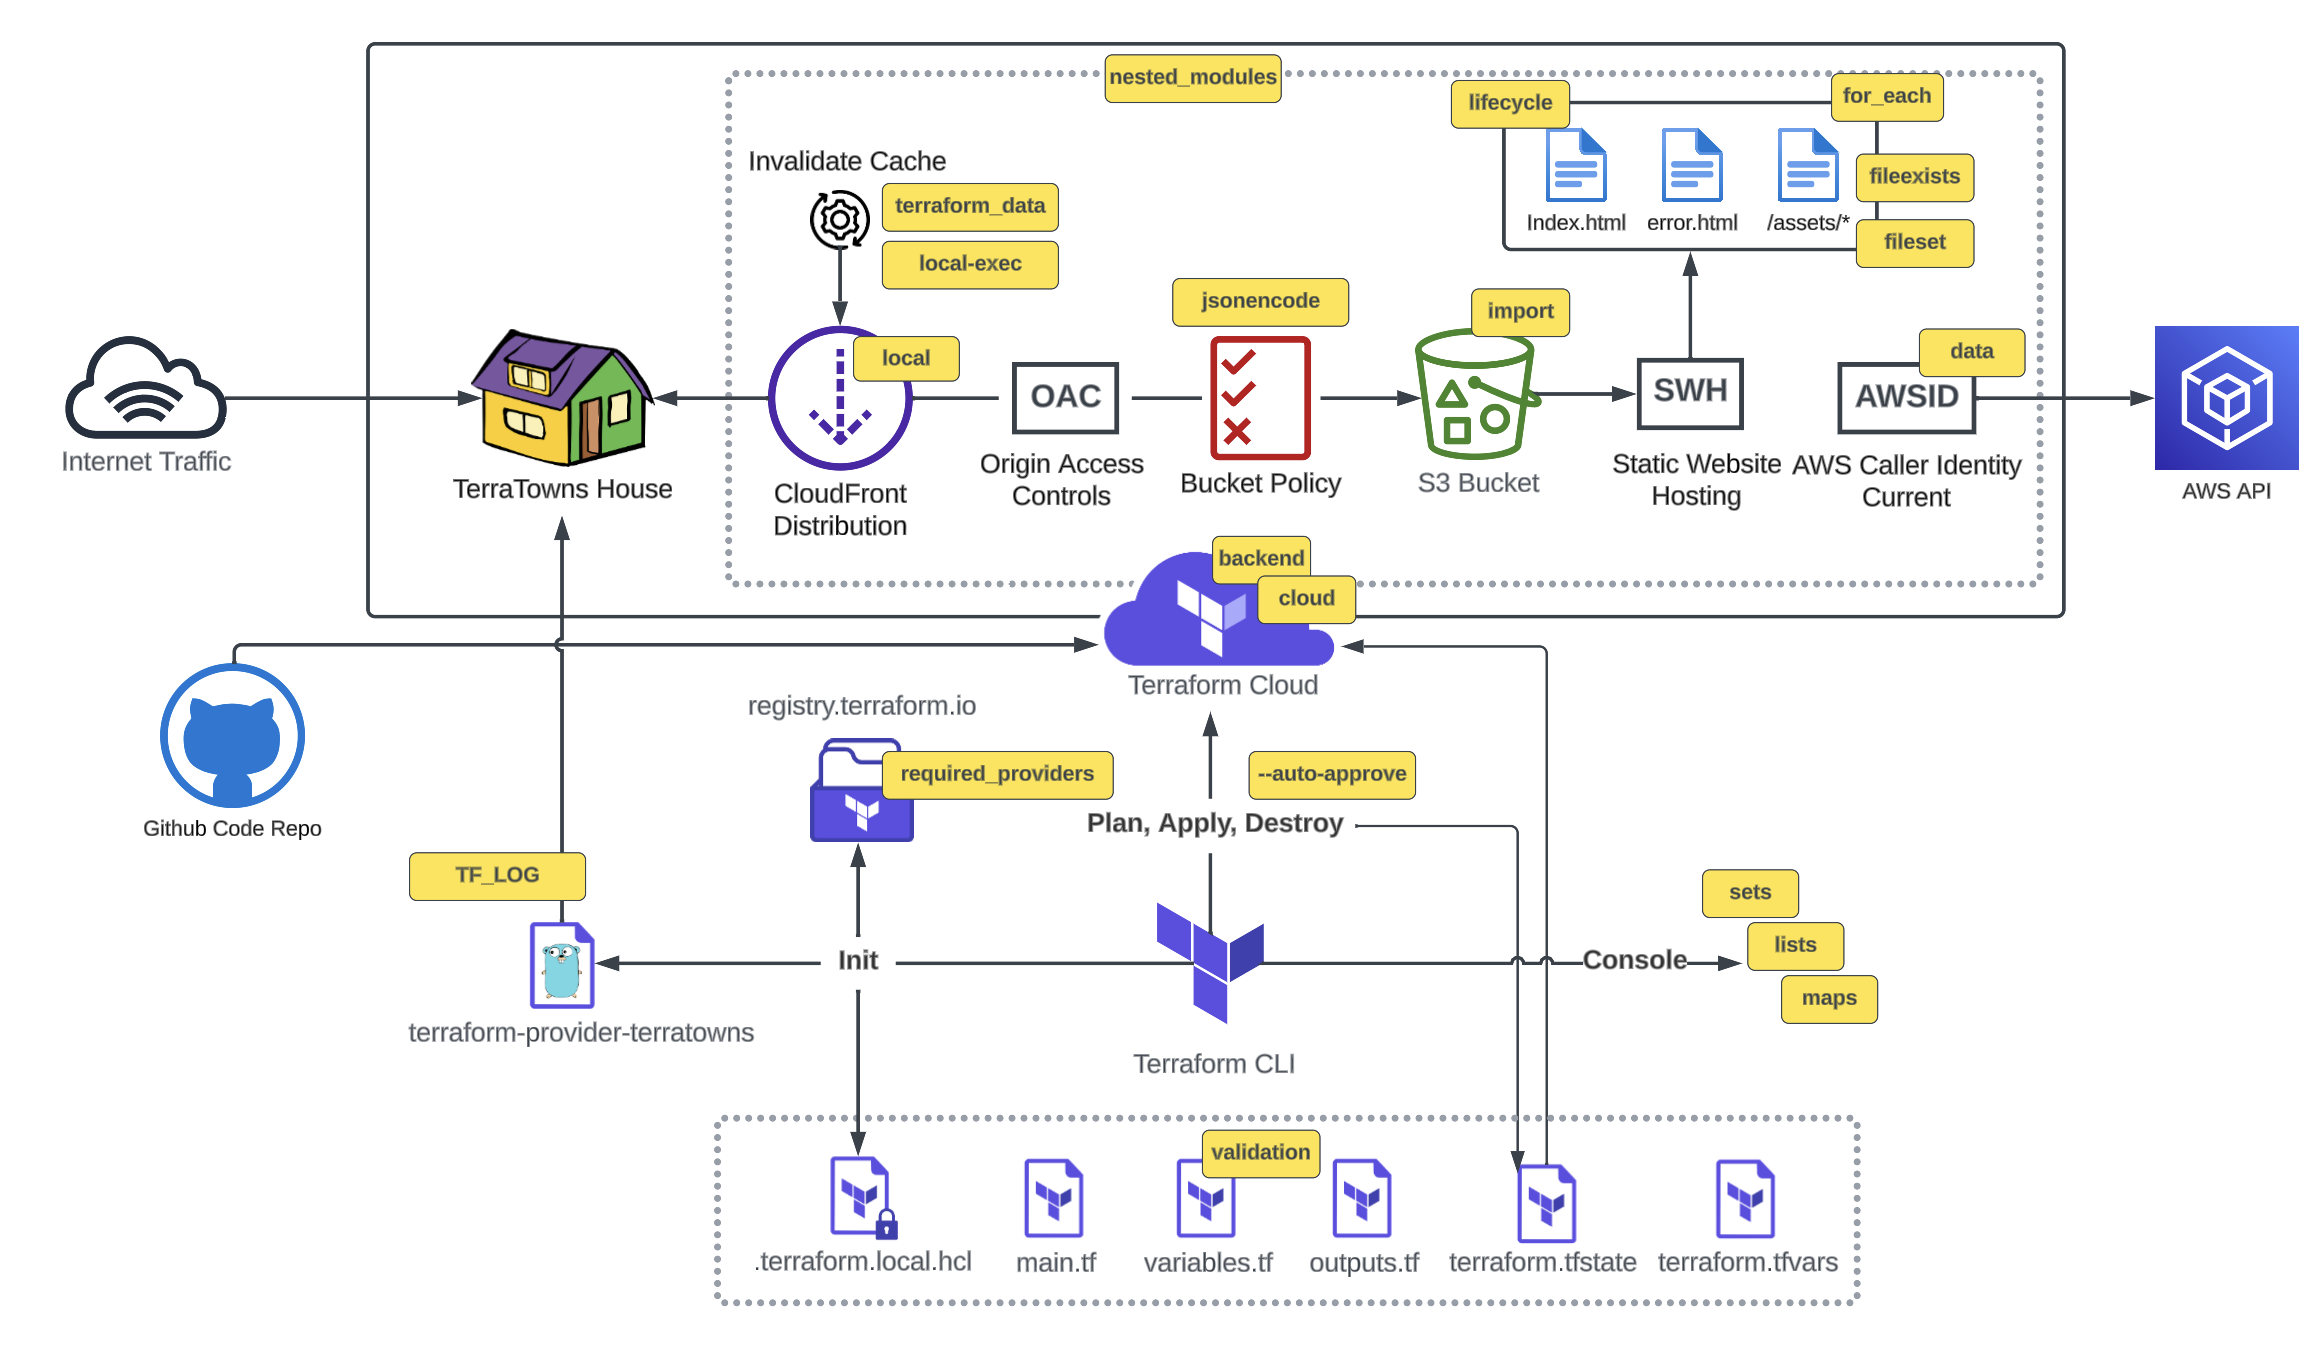 nested_modules
lifecycle
for_each
Invalidate Cache
terraform_data
local-exec
fileexists
Index.html
error.html
/assets/*
fileset
jsonencode
import
local
data
OAC
SWH
AWSID
Internet Traffic
TerraTowns House
CloudFront
Distribution
Origin Access
Controls
Bucket Policy
S3 Bucket
Static Website
Hosting
AWS Caller Identity
Current
AWS API
backend
cloud
Terraform Cloud
registry.terraform.io
required_providers
--auto-approve
Github Code Repo
Plan, Apply, Destroy
TF_LOG
sets
lists
maps
Init
Console
terraform-provider-terratowns
Terraform CLI
validation
.terraform.local.hcl
main.tf
variables.tf
outputs.tf
terraform.tfstate
terraform.tfvars